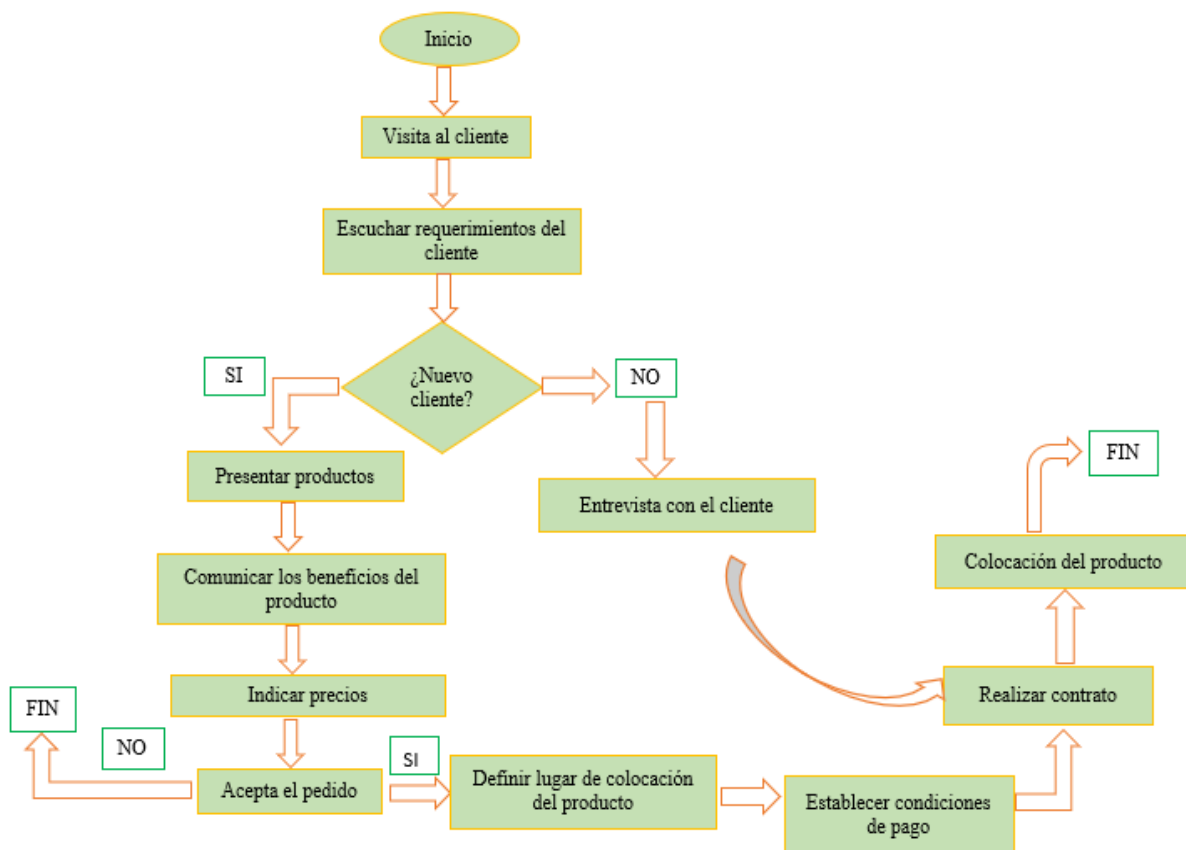 Inicio
Visita al cliente
Escuchar requerimientos del
cliente
¿Nuevo
cliente?
SI
NO
Presentar productos
Entrevista con el cliente
FIN
Colocación del producto
Comunicar los beneficios del
producto
Indicar precios
Realizar contrato
FIN
NO
Acepta el pedido
SI
Definir lugar de colocación
del producto
Establecer condiciones
de pago